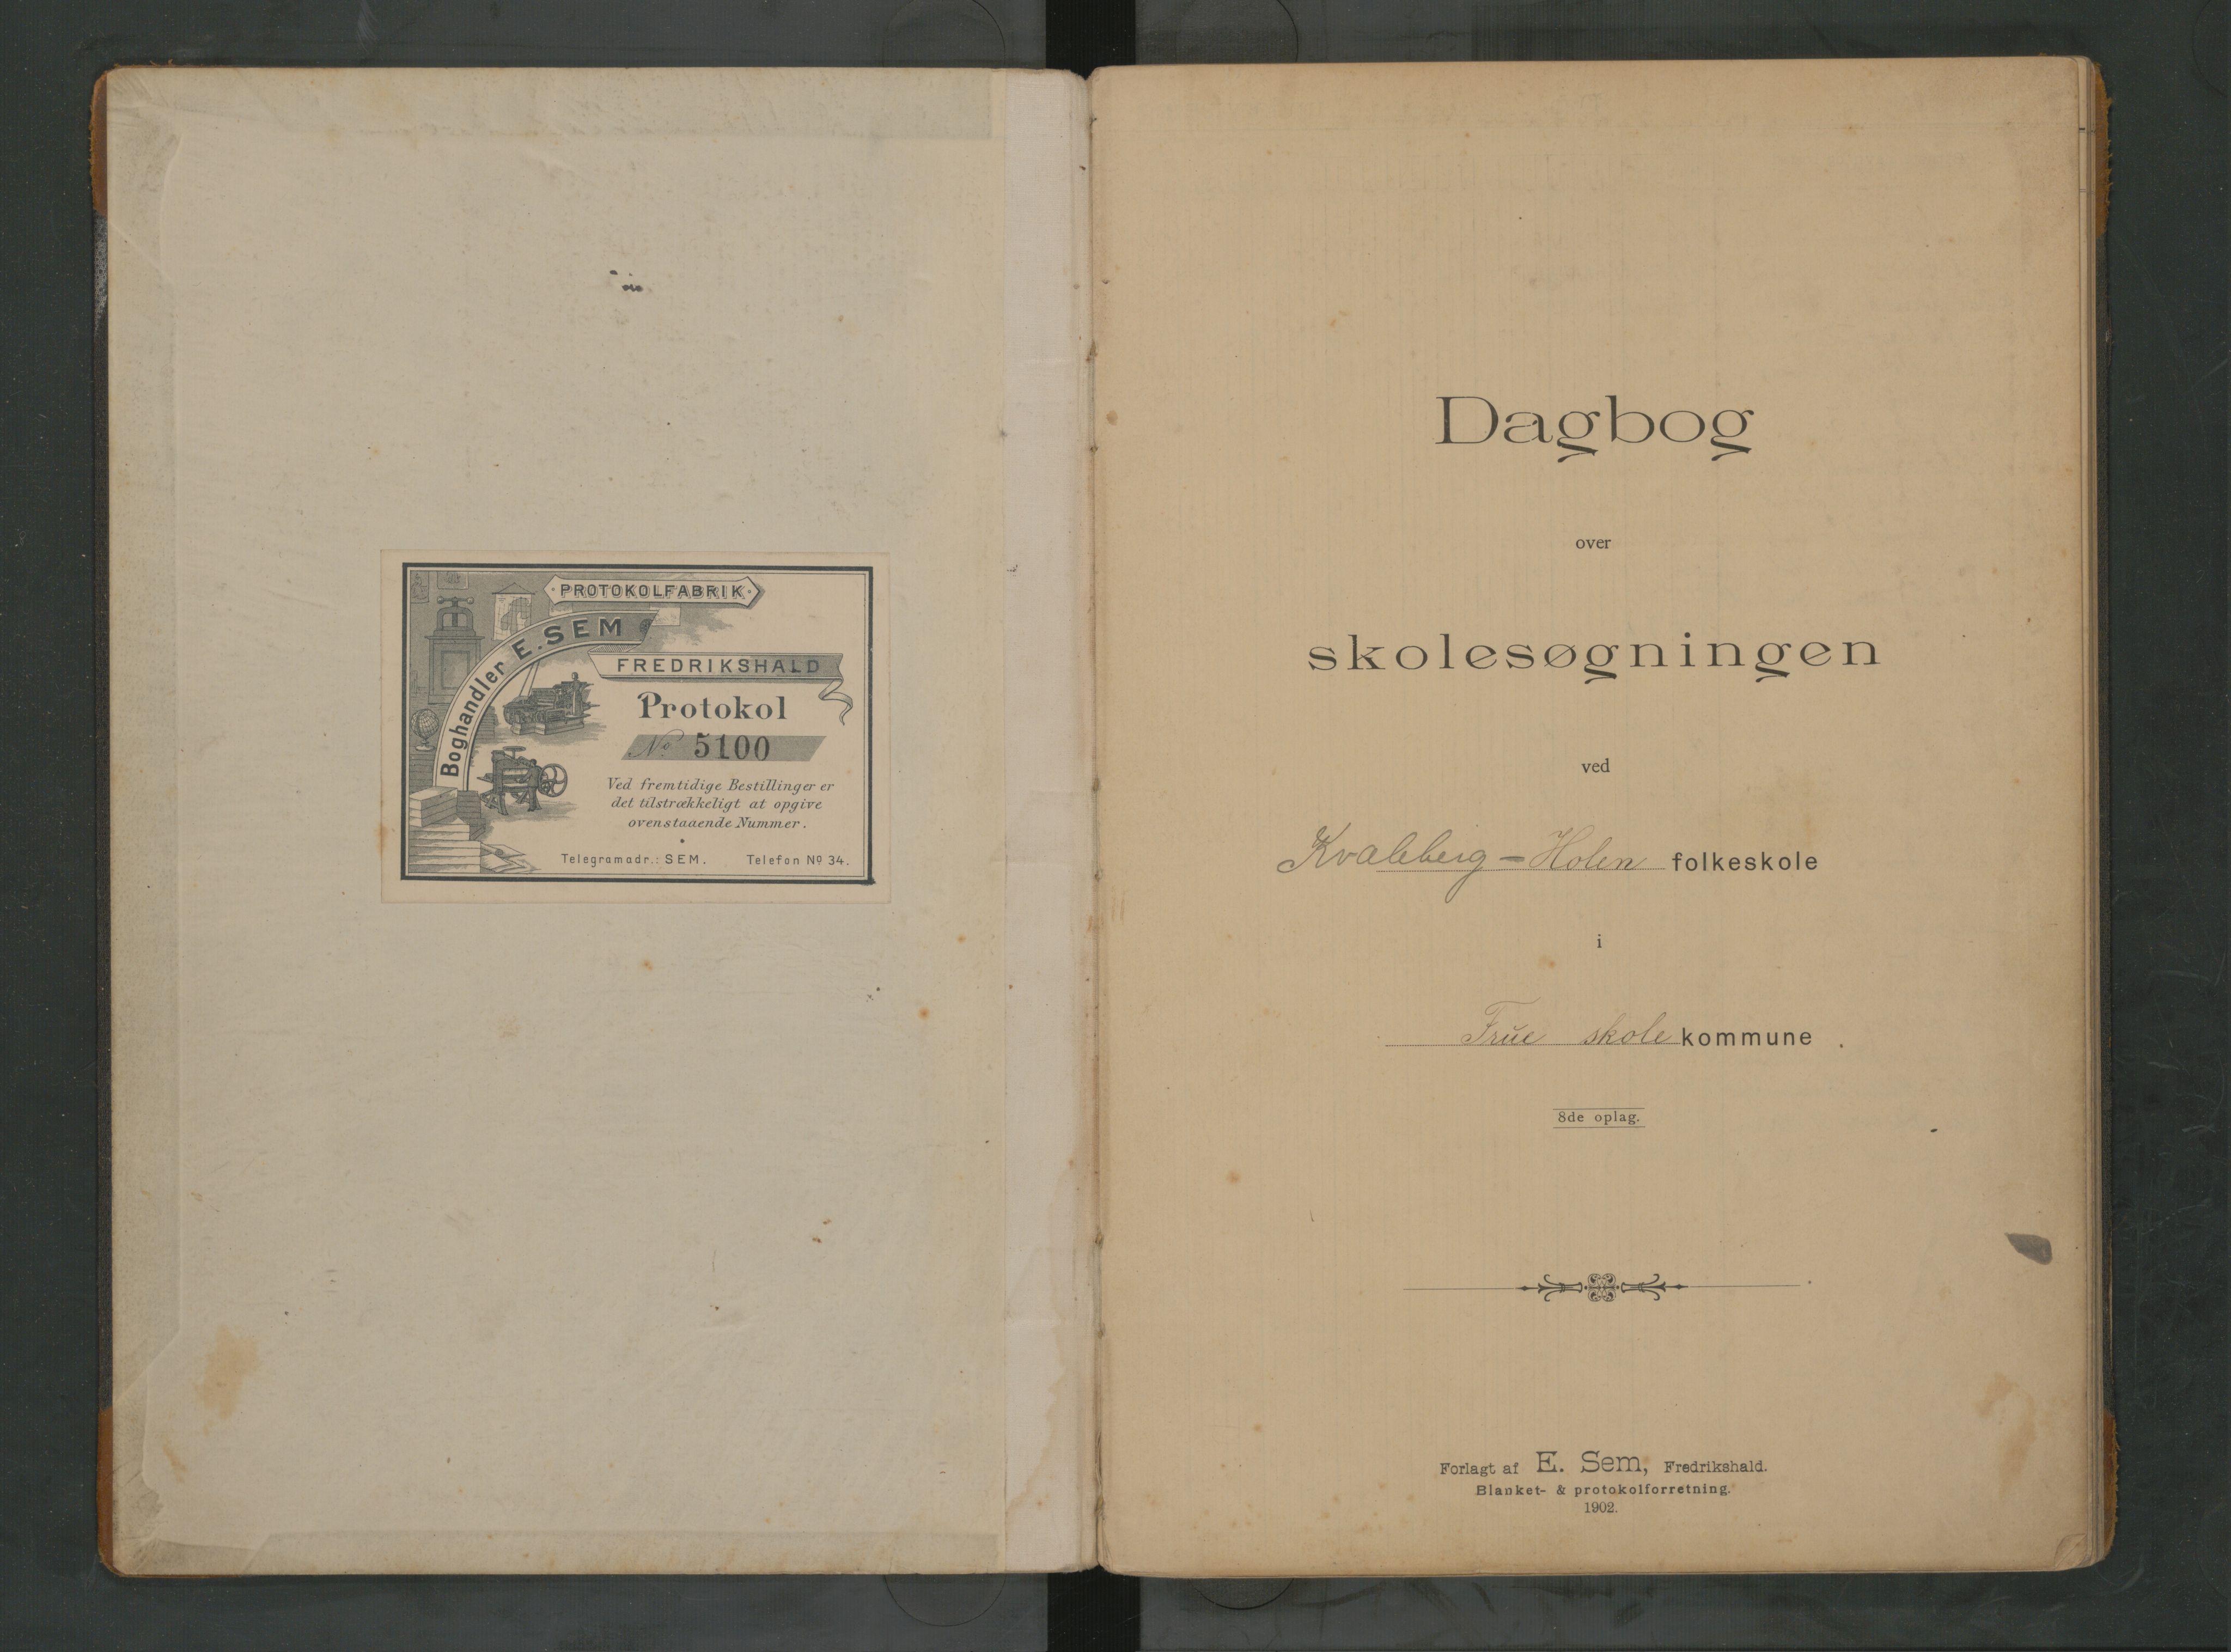 PROTOKOLFABRIK
Boghandler E. SEM
FREDRIKSHALD
Protokol
No 5100
Ved fremtidige Bestillinger er
det tilstrækkeligt at opgive
ovenstaaende Nummer.
Telegramadr.: SEM. Telefon No 34.
Dagbog
over
skolesøgningen
ved
Kvaleberg - Holen folkeskole
i
Frue skole kommune
8de oplag.
Forlagt af E. Sem, Fredrikshald.
Blanket- & protokolforretning.
1902.